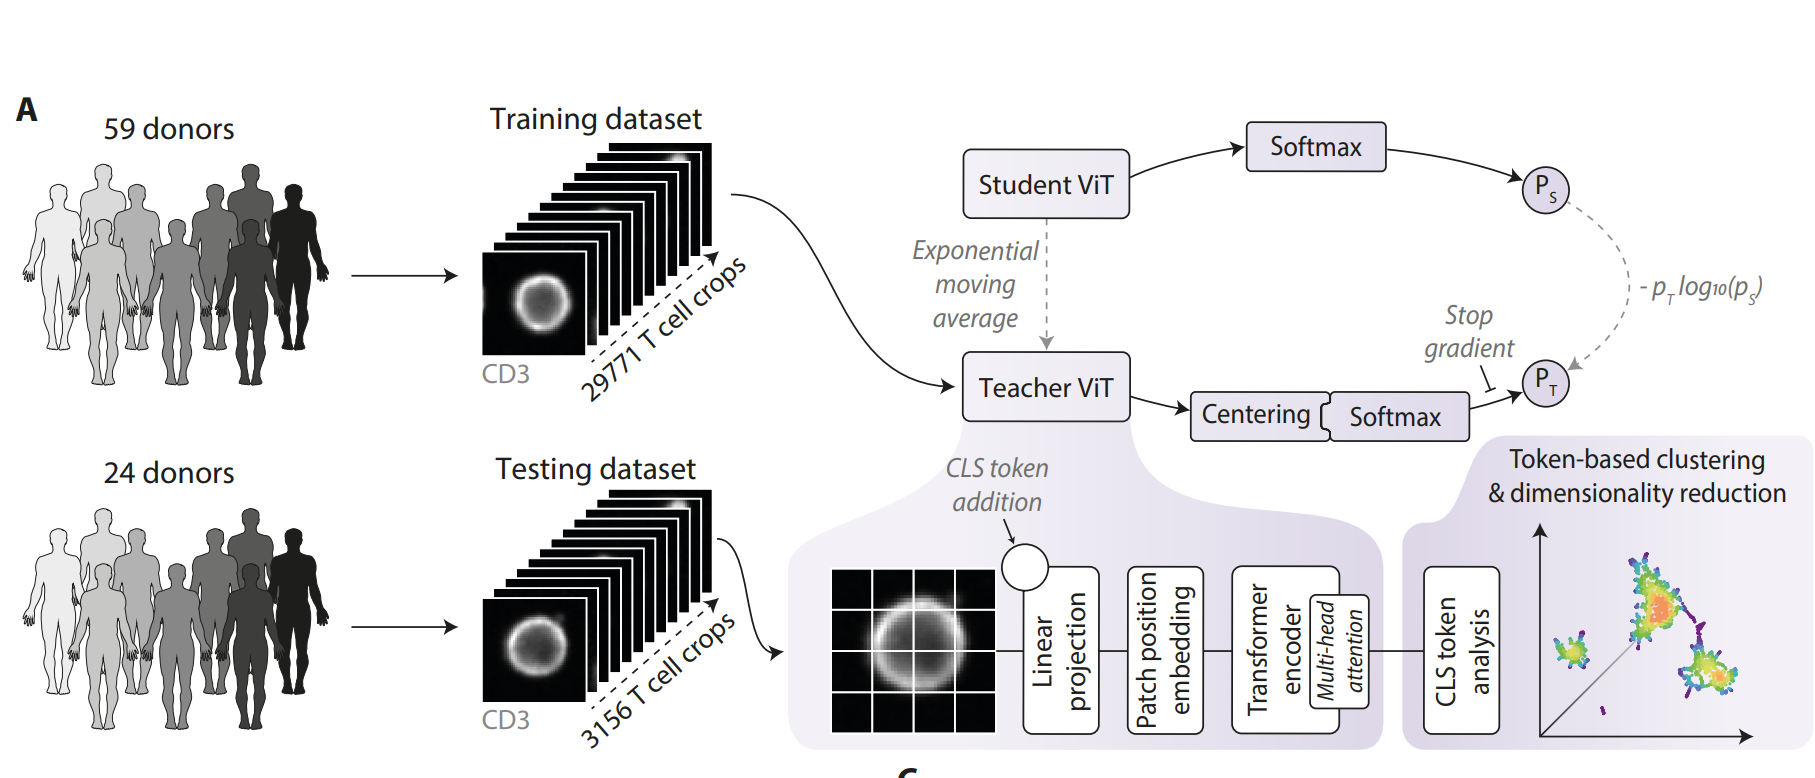 A
59 donors
Training dataset
CD3
29771 T cell crops
Student ViT
Softmax
P_S
Exponential
moving
average
- p_T log10(p_S)
Stop
gradient
Teacher ViT
Centering
Softmax
P_T
24 donors
Testing dataset
CD3
3156 T cell crops
CLS token
addition
Linear
projection
Patch position
embedding
Transformer
encoder
Multi-head
attention
Token-based clustering
& dimensionality reduction
CLS token
analysis